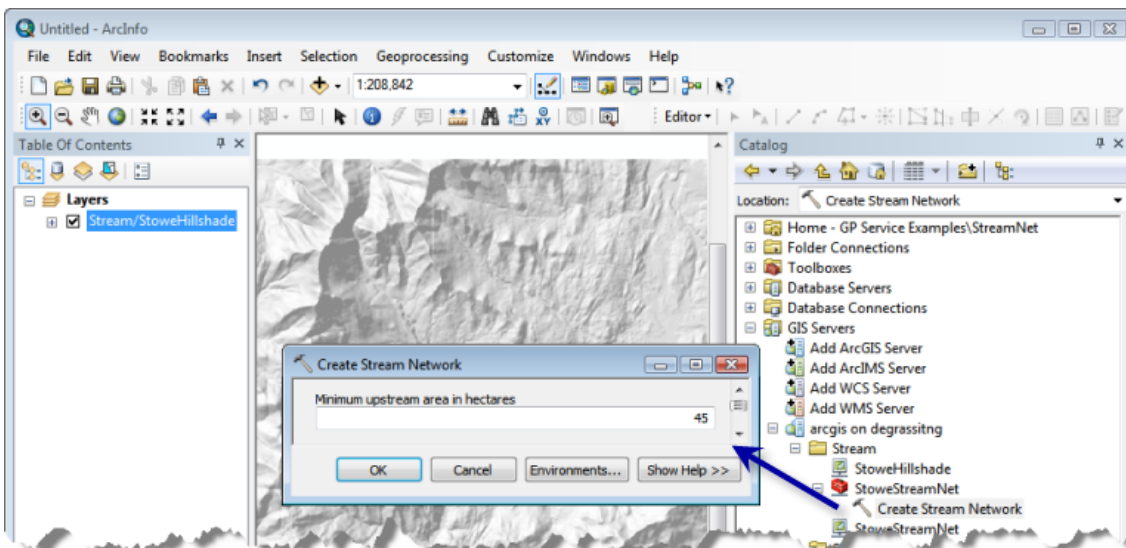 Untitled - ArcInfo
File Edit View Bookmarks Insert Selection Geoprocessing Customize Windows Help
1:208,842
Editor
Table Of Contents
Layers
Stream/StoweHillshade
Create Stream Network
Minimum upstream area in hectares
45
OK Cancel Environments... Show Help >>
Catalog
Location: Create Stream Network
Home - GP Service Examples\StreamNet
Folder Connections
Toolboxes
Database Servers
Database Connections
GIS Servers
Add ArcGIS Server
Add ArcIMS Server
Add WCS Server
Add WMS Server
arcgis on degrassitng
Stream
StoweHillshade
StoweStreamNet
Create Stream Network
StoweStreamNet